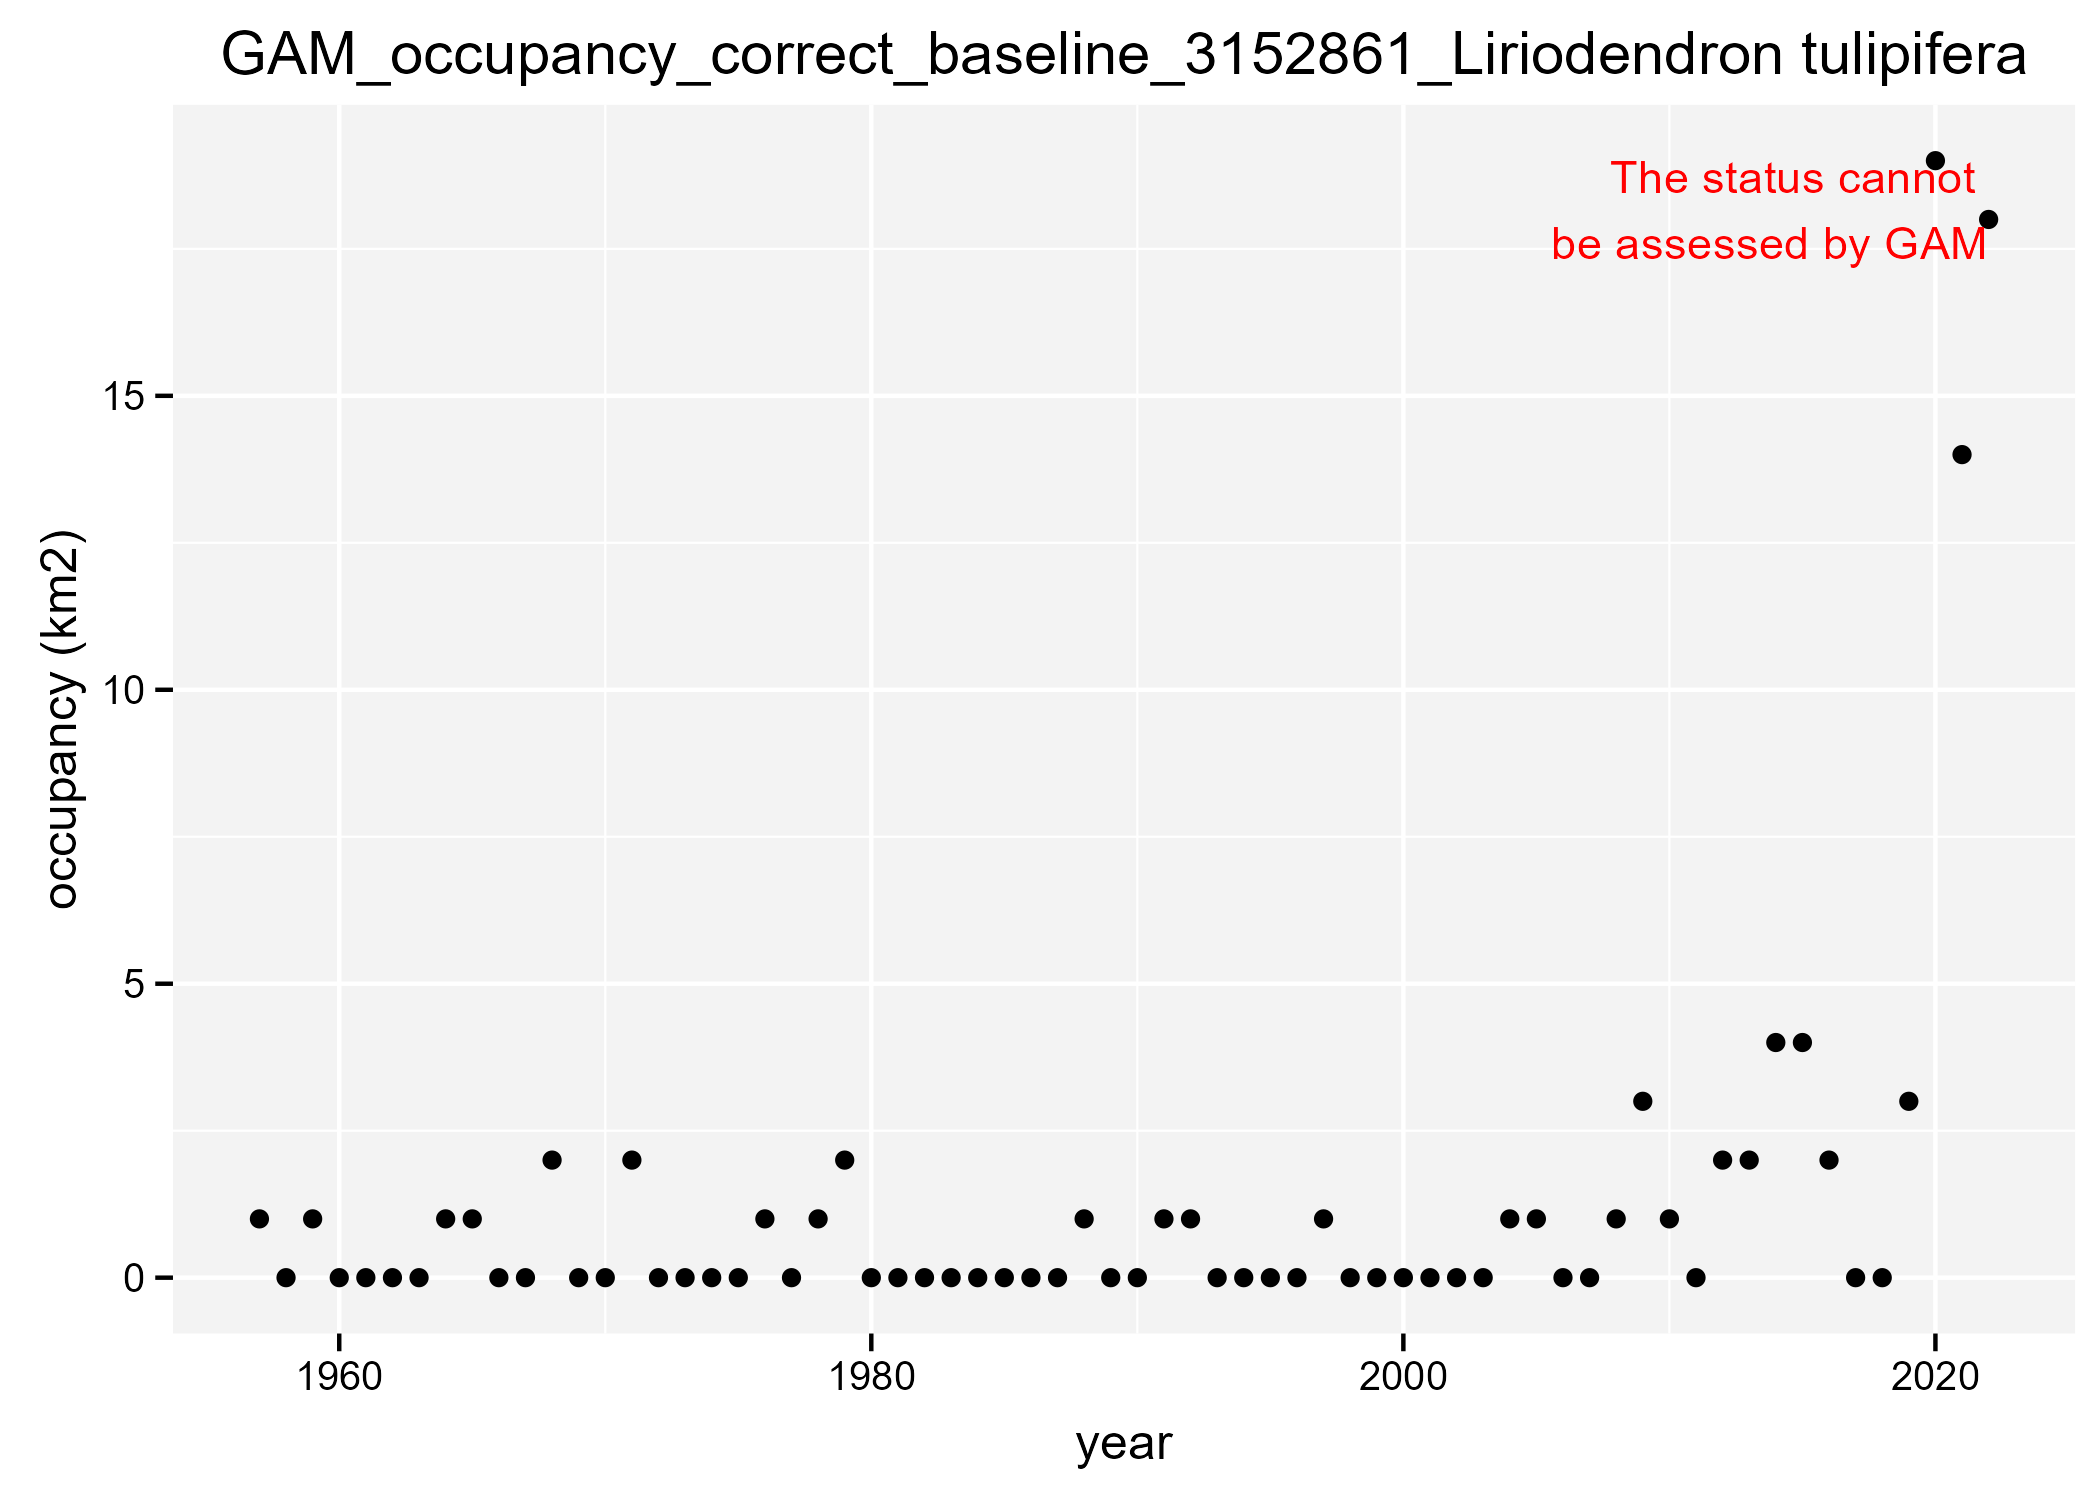 GAM_occupancy_correct_baseline_3152861_Liriodendron tulipifera
The status cannot
be assessed by GAM
15
10
5
0
occupancy (km2)
1960 1980 2000 2020
year